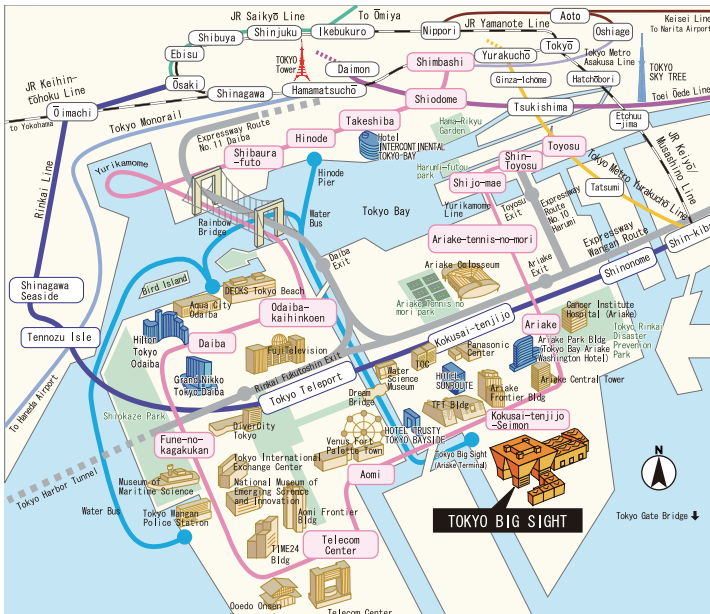 JR Saikyō Line
To Ōmiya
JR Yamanote Line
Aoto
Keisei Line
To Narita Airport
Shibuya
Shinjuku
Ikebukuro
Nippori
Oshiage
Ebisu
TOKYO
Tower
Daimon
Shimbashi
Yurakuchō
Tokyō
Tokyo Metro
Asakusa Line
TOKYO
SKY TREE
JR Keihin-
tōhoku Line
Ōsaki
Ginza-1chome
Hatchōbori
Ōimachi
Shinagawa
Hamamatsuchō
Shiodome
Tsukishima
Toei Ōede Line
to Yokohama
Tokyo Monorail
Expressway Route
No. 11 Daiba
Takeshiba
Hinode
Hama-Rikyu
Garden
Etchuu
-jima
Shibaura
-futo
Hotel
INTERCONTINENTAL
TOKYO-BAY
Harumi-futou
park
Shin-
Toyosu
Toyosu
JR Keiyō/
Musashino Line
Yurikamome
Hinode
Pier
Shijo-mae
Tokyo Metro Yurakuchō Line
Tatsumi
Rinkai Line
Rainbow
Bridge
Water
Bus
Tokyo Bay
Yurikamome
Line
Toyosu
Exit
Expressway
Route
No. 10
Harumi
Expressway
Wangan Route
Shin-kiba
Ariake-tennis-no-mori
Daiba
Exit
Ariake
Exit
Shinonome
Bird Island
DECKS Tokyo Beach
Aqua City
Odaiba
Ariake Colosseum
Shinagawa
Seaside
Odaiba-
kaihinkoen
Ariake Tennis no
mori park
Kokusai-tenjijo
Ariake
Cancer Institute
Hospital (Ariake)
Tennozu Isle
Hilton
Tokyo
Odaiba
Daiba
Fuji Television
Panasonic
Center
Ariake Park Bldg
(Tokyo Bay Ariake
Washington Hotel)
Tokyo Rinkai
Disaster
Prevention
Park
To Haneda Airport
Grand Nikko
Tokyo Daiba
Rinkai Fukutoshin Exit
Tokyo Teleport
TOC
Water
Science
Museum
HOTEL
SUNROUTE
Ariake
Frontier Bldg
Ariake Central Tower
Shiokaze Park
Dream
Bridge
TFT Bldg
Kokusai-tenjijo
-Seimon
Fune-no-
kagakukan
DiverCity
Tokyo
Venus Fort
Palette Town
HOTEL TRUSTY
TOKYO BAYSIDE
Tokyo Big Sight
(Ariake Terminal)
Tokyo Harbor Tunnel
Tokyo International
Exchange Center
Aomi
Museum of
Maritime Science
National Museum of
Emerging Science
and Innovation
N
Water Bus
Tokyo Wangan
Police Station
Aomi Frontier
Bldg
TOKYO BIG SIGHT
Tokyo Gate Bridge
TIME24
Bldg
Telecom
Center
Ooedo Onsen
Telecom Center